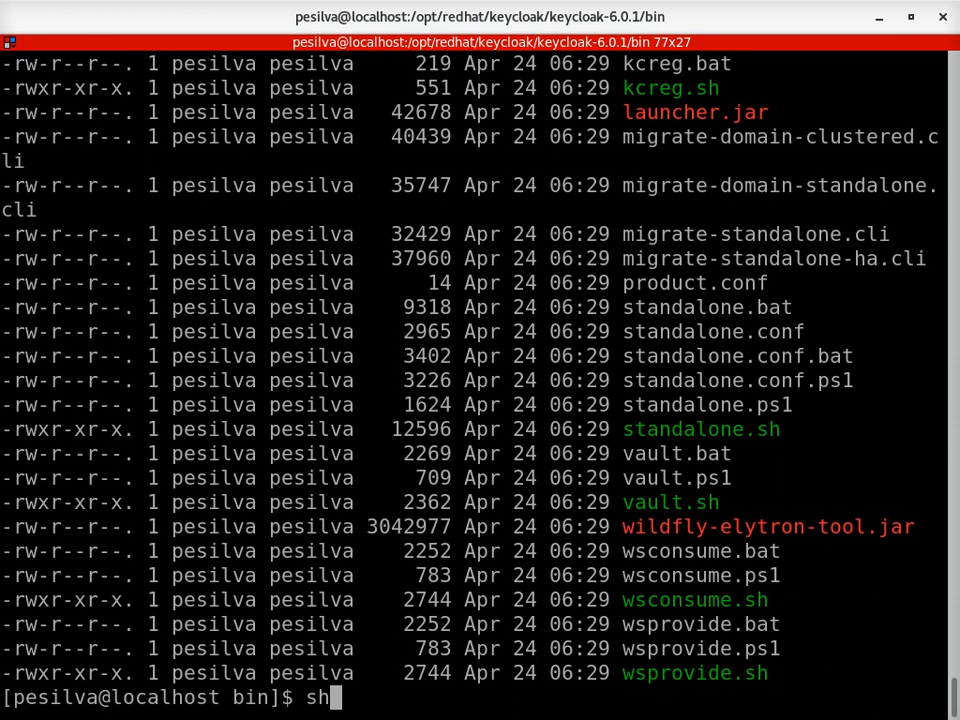 pesilva@localhost:/opt/redhat/keycloak/keycloak-6.0.1/bin
pesilva@localhost:/opt/redhat/keycloak/keycloak-6.0.1/bin 77x27
-rw-r--r--. 1 pesilva pesilva     219 Apr 24 06:29 kcreg.bat
-rwxr-xr-x. 1 pesilva pesilva     551 Apr 24 06:29 kcreg.sh
-rw-r--r--. 1 pesilva pesilva   42678 Apr 24 06:29 launcher.jar
-rw-r--r--. 1 pesilva pesilva   40439 Apr 24 06:29 migrate-domain-clustered.c
li
-rw-r--r--. 1 pesilva pesilva   35747 Apr 24 06:29 migrate-domain-standalone.
cli
-rw-r--r--. 1 pesilva pesilva   32429 Apr 24 06:29 migrate-standalone.cli
-rw-r--r--. 1 pesilva pesilva   37960 Apr 24 06:29 migrate-standalone-ha.cli
-rw-r--r--. 1 pesilva pesilva      14 Apr 24 06:29 product.conf
-rw-r--r--. 1 pesilva pesilva    9318 Apr 24 06:29 standalone.bat
-rw-r--r--. 1 pesilva pesilva    2965 Apr 24 06:29 standalone.conf
-rw-r--r--. 1 pesilva pesilva    3402 Apr 24 06:29 standalone.conf.bat
-rw-r--r--. 1 pesilva pesilva    3226 Apr 24 06:29 standalone.conf.ps1
-rw-r--r--. 1 pesilva pesilva    1624 Apr 24 06:29 standalone.ps1
-rwxr-xr-x. 1 pesilva pesilva   12596 Apr 24 06:29 standalone.sh
-rw-r--r--. 1 pesilva pesilva    2269 Apr 24 06:29 vault.bat
-rw-r--r--. 1 pesilva pesilva     709 Apr 24 06:29 vault.ps1
-rwxr-xr-x. 1 pesilva pesilva    2362 Apr 24 06:29 vault.sh
-rw-r--r--. 1 pesilva pesilva 3042977 Apr 24 06:29 wildfly-elytron-tool.jar
-rw-r--r--. 1 pesilva pesilva    2252 Apr 24 06:29 wsconsume.bat
-rw-r--r--. 1 pesilva pesilva     783 Apr 24 06:29 wsconsume.ps1
-rwxr-xr-x. 1 pesilva pesilva    2744 Apr 24 06:29 wsconsume.sh
-rw-r--r--. 1 pesilva pesilva    2252 Apr 24 06:29 wsprovide.bat
-rw-r--r--. 1 pesilva pesilva     783 Apr 24 06:29 wsprovide.ps1
-rwxr-xr-x. 1 pesilva pesilva    2744 Apr 24 06:29 wsprovide.sh
[pesilva@localhost bin]$ sh